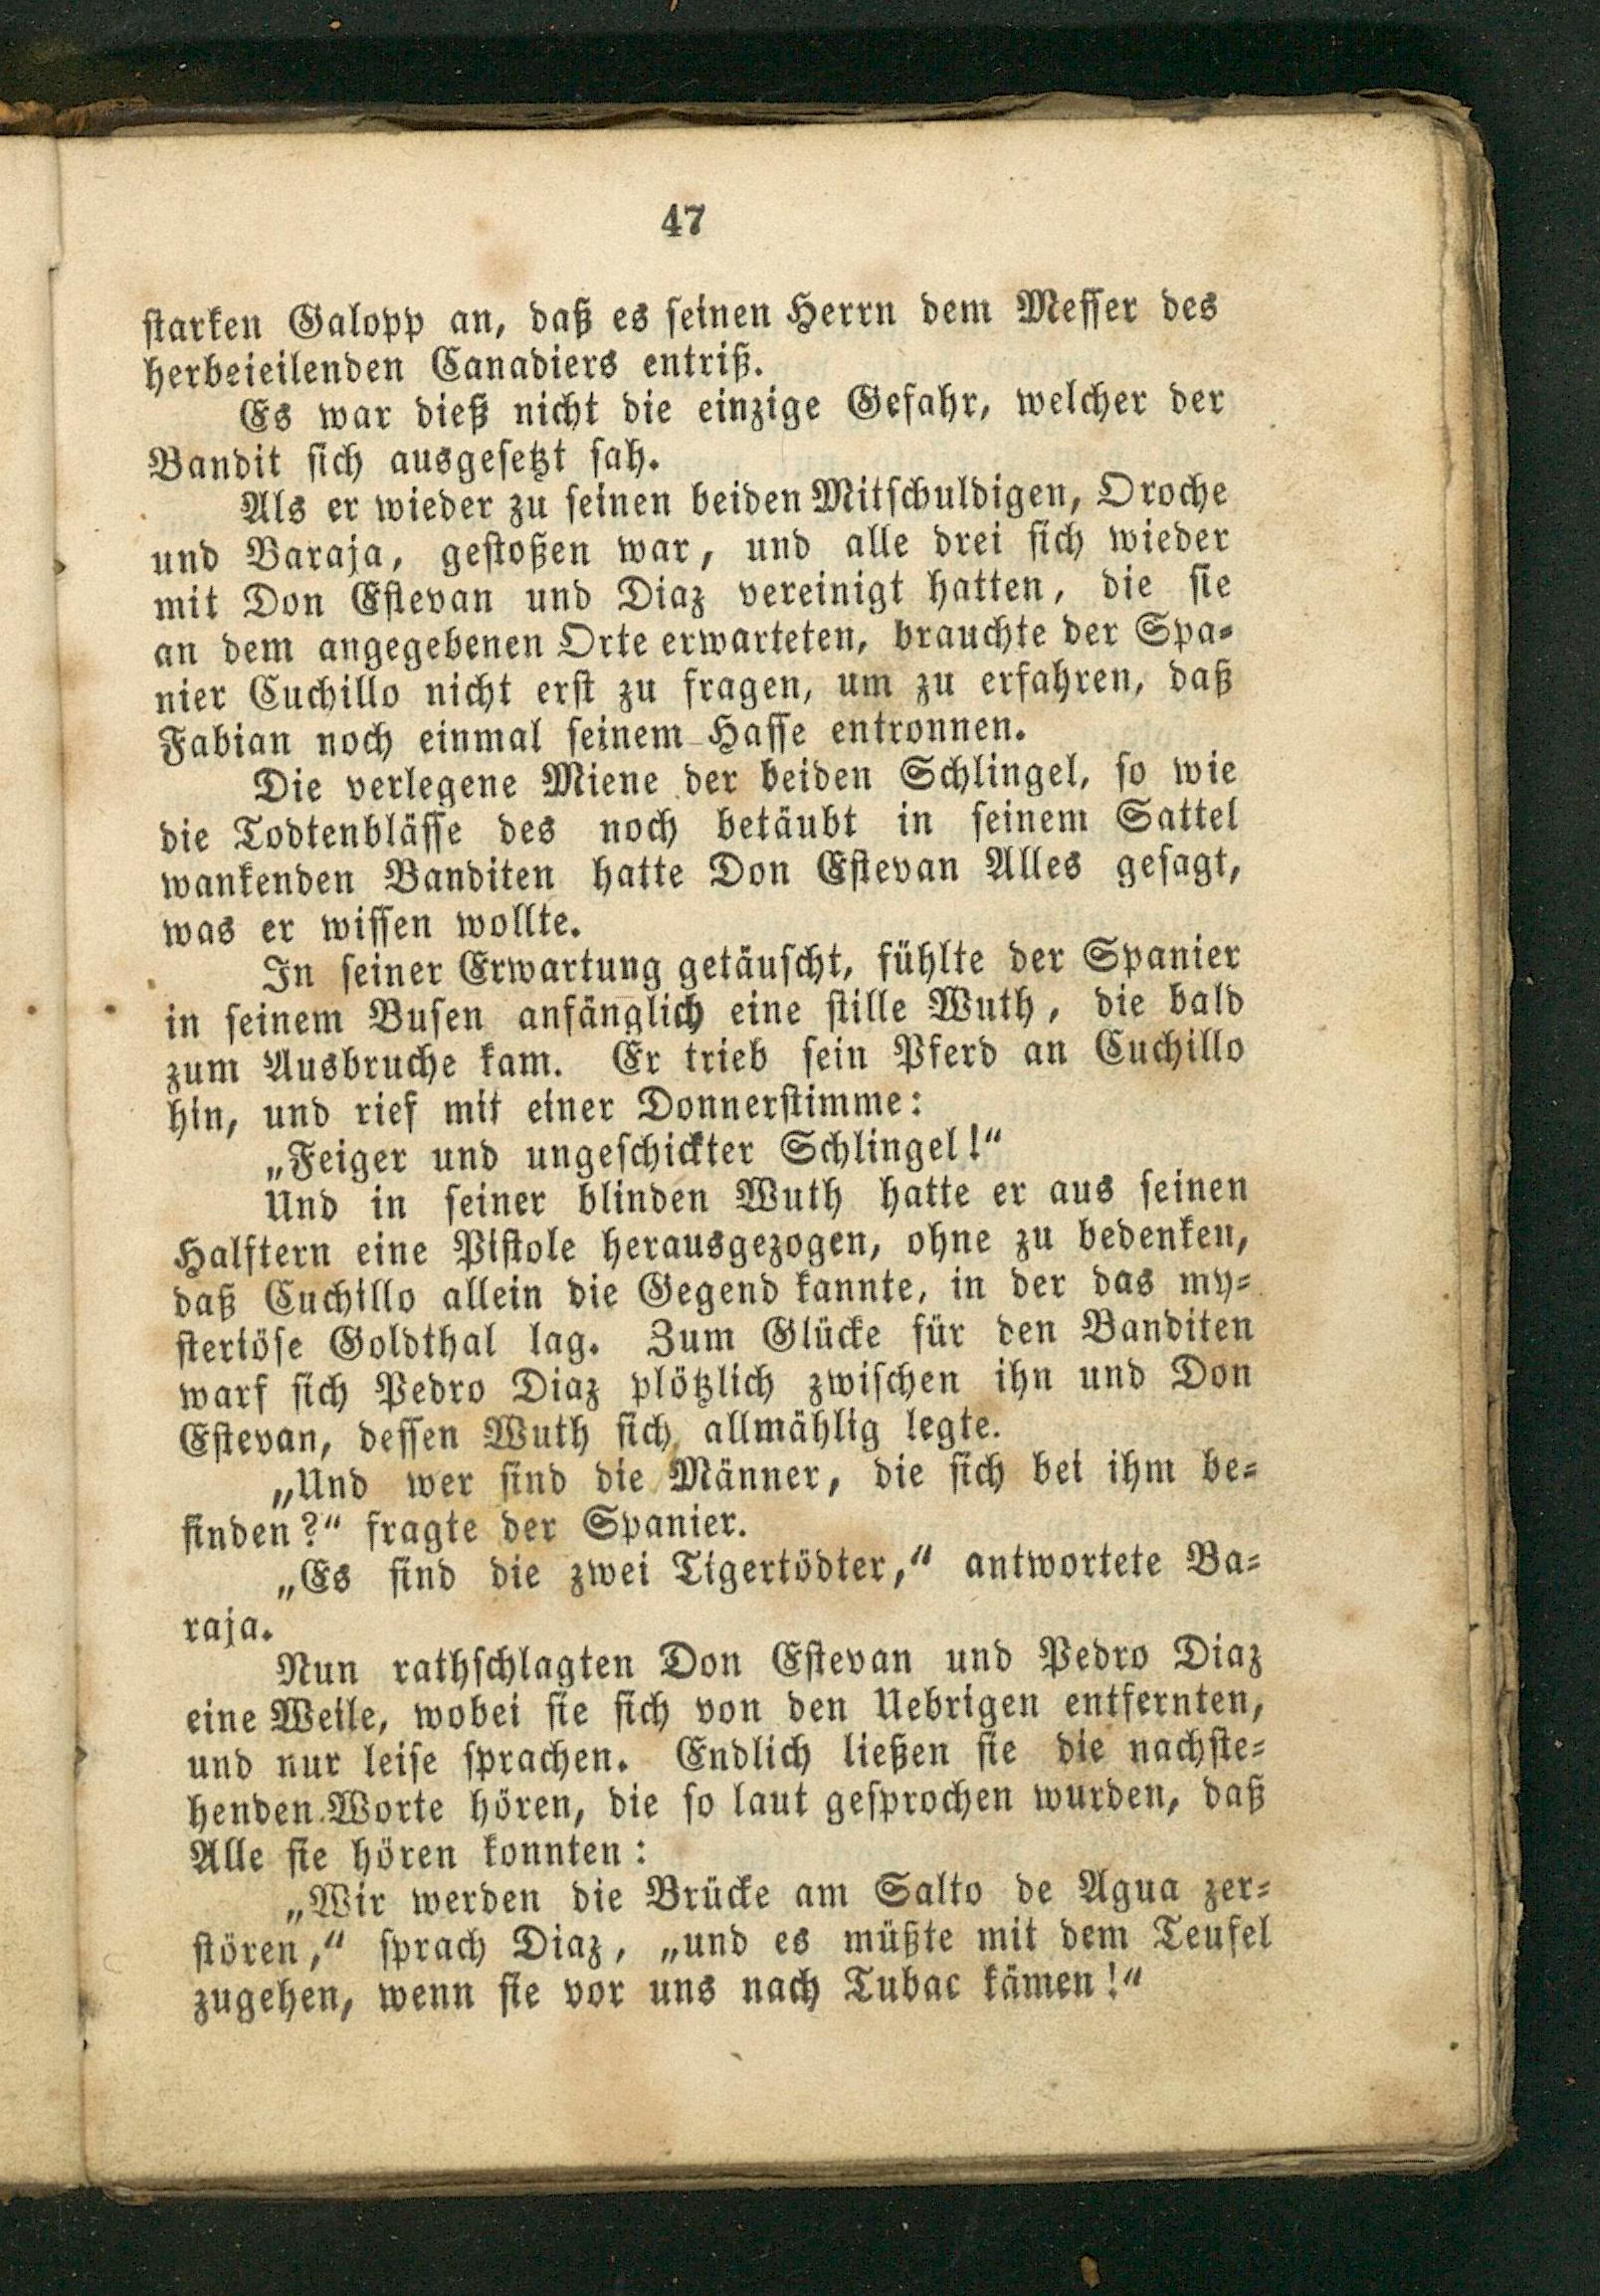 47
starken Galopp an, daß es seinen Herrn dem Messer des
herbeieilenden Canadiers entriß.
Es war dieß nicht die einzige Gefahr, welcher der
Bandit sich ausgesetzt sah.
Als er wieder zu seinen beiden Mitschuldigen, Oroche
und Baraja, gestoßen war, und alle drei sich wieder
mit Don Estevan und Diaz vereinigt hatten, die sie
an dem angegebenen Orte erwarteten, brauchte der Spa-
nier Cuchillo nicht erst zu fragen, um zu erfahren, daß
Fabian noch einmal seinem Hasse entronnen.
Die verlegene Miene der beiden Schlingel, so wie
die Todtenblässe des noch betäubt in seinem Sattel
wankenden Banditen hatte Don Estevan Alles gesagt,
was er wissen wollte.
In seiner Erwartung getäuscht, fühlte der Spanier
in seinem Busen anfänglich eine stille Wuth, die bald
zum Ausbruche kam. Er trieb sein Pferd an Cuchillo
hin, und rief mit einer Donnerstimme:
„Feiger und ungeschickter Schlingel!“
Und in seiner blinden Wuth hatte er aus seinen
Halftern eine Pistole herausgezogen, ohne zu bedenken,
daß Cuchillo allein die Gegend kannte, in der das my-
steriöse Goldthal lag. Zum Glücke für den Banditen
warf sich Pedro Diaz plötzlich zwischen ihn und Don
Estevan, dessen Wuth sich allmählig legte.
„Und wer sind die Männer, die sich bei ihm be-
finden?“ fragte der Spanier.
„Es sind die zwei Tigertödter,“ antwortete Ba-
raja.
Nun rathschlagten Don Estevan und Pedro Diaz
eine Weile, wobei sie sich von den Uebrigen entfernten,
und nur leise sprachen. Endlich ließen sie die nachste-
henden Worte hören, die so laut gesprochen wurden, daß
Alle sie hören konnten:
„Wir werden die Brücke am Salto de Agua zer-
stören,“ sprach Diaz, „und es müßte mit dem Teufel
zugehen, wenn sie vor uns nach Tubac kämen!“